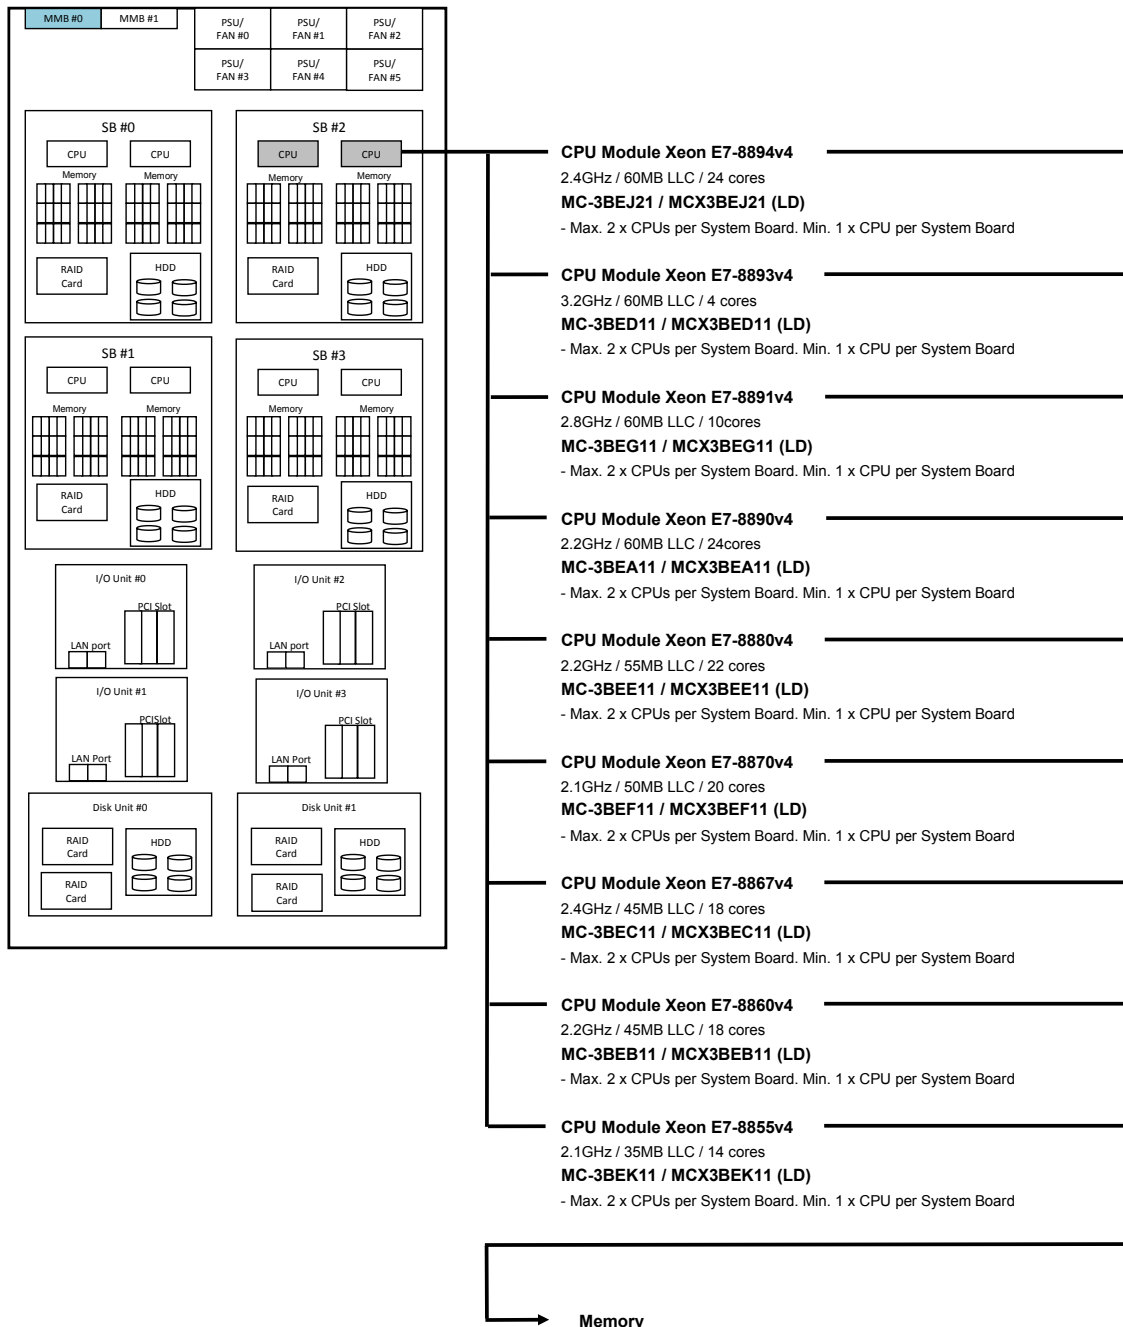 MMB #0
MMB #1
PSU/
FAN #0
PSU/
FAN #1
PSU/
FAN #2
PSU/
FAN #3
PSU/
FAN #4
PSU/
FAN #5
SB #0
CPU
CPU
Memory
Memory
RAID
Card
HDD
SB #2
CPU
CPU
Memory
Memory
RAID
Card
HDD
SB #1
CPU
CPU
Memory
Memory
RAID
Card
HDD
SB #3
CPU
CPU
Memory
Memory
RAID
Card
HDD
I/O Unit #0
PCI Slot
LAN port
I/O Unit #2
PCI Slot
LAN port
I/O Unit #1
PCISlot
LAN Port
I/O Unit #3
PCI Slot
LAN Port
Disk Unit #0
RAID
Card
HDD
RAID
Card
Disk Unit #1
RAID
Card
HDD
RAID
Card
CPU Module Xeon E7-8894v4
2.4GHz / 60MB LLC / 24 cores
MC-3BEJ21 / MCX3BEJ21 (LD)
- Max. 2 x CPUs per System Board. Min. 1 x CPU per System Board
CPU Module Xeon E7-8893v4
3.2GHz / 60MB LLC / 4 cores
MC-3BED11 / MCX3BED11 (LD)
- Max. 2 x CPUs per System Board. Min. 1 x CPU per System Board
CPU Module Xeon E7-8891v4
2.8GHz / 60MB LLC / 10cores
MC-3BEG11 / MCX3BEG11 (LD)
- Max. 2 x CPUs per System Board. Min. 1 x CPU per System Board
CPU Module Xeon E7-8890v4
2.2GHz / 60MB LLC / 24cores
MC-3BEA11 / MCX3BEA11 (LD)
- Max. 2 x CPUs per System Board. Min. 1 x CPU per System Board
CPU Module Xeon E7-8880v4
2.2GHz / 55MB LLC / 22 cores
MC-3BEE11 / MCX3BEE11 (LD)
- Max. 2 x CPUs per System Board. Min. 1 x CPU per System Board
CPU Module Xeon E7-8870v4
2.1GHz / 50MB LLC / 20 cores
MC-3BEF11 / MCX3BEF11 (LD)
- Max. 2 x CPUs per System Board. Min. 1 x CPU per System Board
CPU Module Xeon E7-8867v4
2.4GHz / 45MB LLC / 18 cores
MC-3BEC11 / MCX3BEC11 (LD)
- Max. 2 x CPUs per System Board. Min. 1 x CPU per System Board
CPU Module Xeon E7-8860v4
2.2GHz / 45MB LLC / 18 cores
MC-3BEB11 / MCX3BEB11 (LD)
- Max. 2 x CPUs per System Board. Min. 1 x CPU per System Board
CPU Module Xeon E7-8855v4
2.1GHz / 35MB LLC / 14 cores
MC-3BEK11 / MCX3BEK11 (LD)
- Max. 2 x CPUs per System Board. Min. 1 x CPU per System Board
Memory